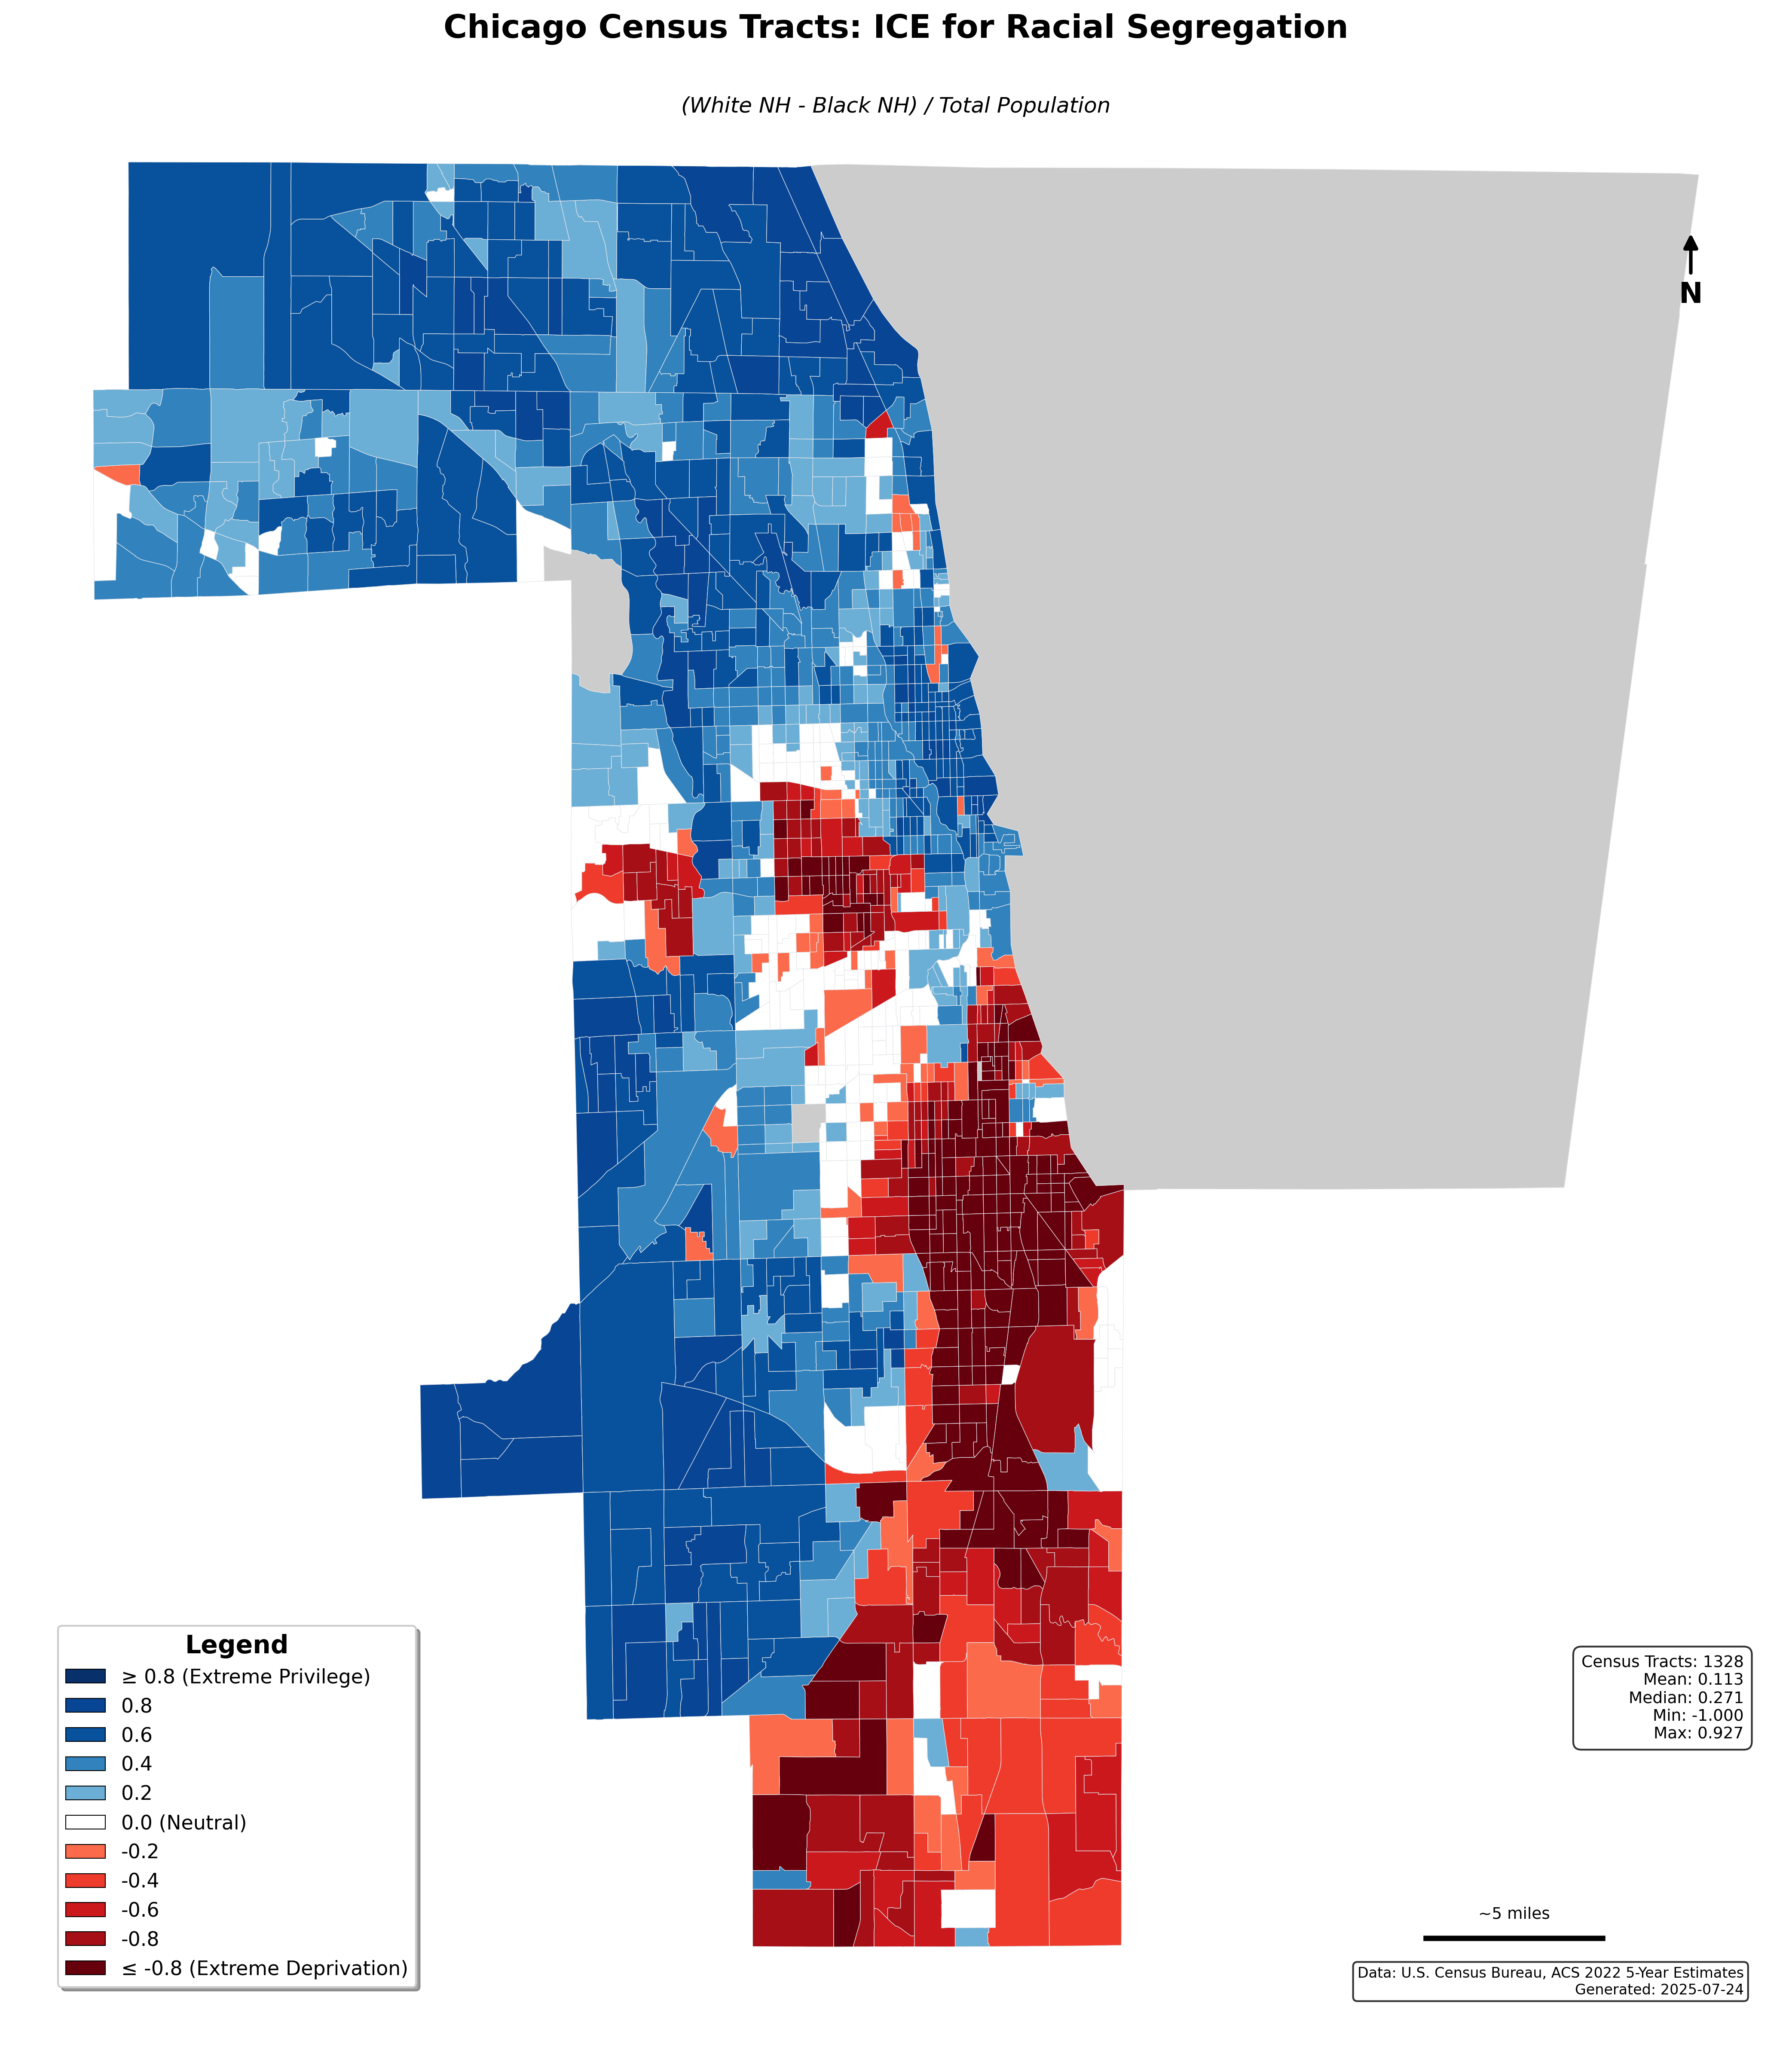 Chicago Census Tracts: ICE for Racial Segregation
(White NH - Black NH) / Total Population
N
Legend
≥ 0.8 (Extreme Privilege)
0.8
0.6
0.4
0.2
0.0 (Neutral)
-0.2
-0.4
-0.6
-0.8
≤ -0.8 (Extreme Deprivation)
Census Tracts: 1328
Mean: 0.113
Median: 0.271
Min: -1.000
Max: 0.927
~5 miles
Data: U.S. Census Bureau, ACS 2022 5-Year Estimates
Generated: 2025-07-24